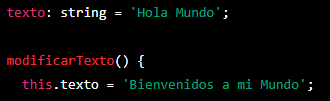 texto: string = 'Hola Mundo';
modificarTexto() {
this.texto = 'Bienvenidos a mi Mundo';